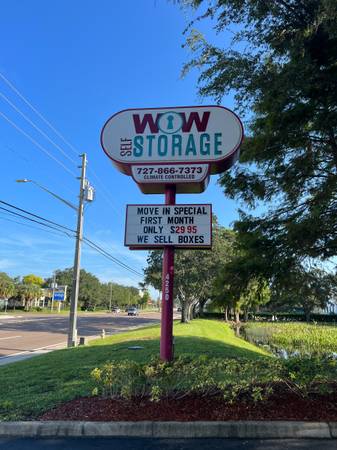 WOW
SELF STORAGE
727-866-7373
CLIMATE CONTROLLED
MOVE IN SPECIAL
FIRST MONTH
ONLY $29.95
WE SELL BOXES